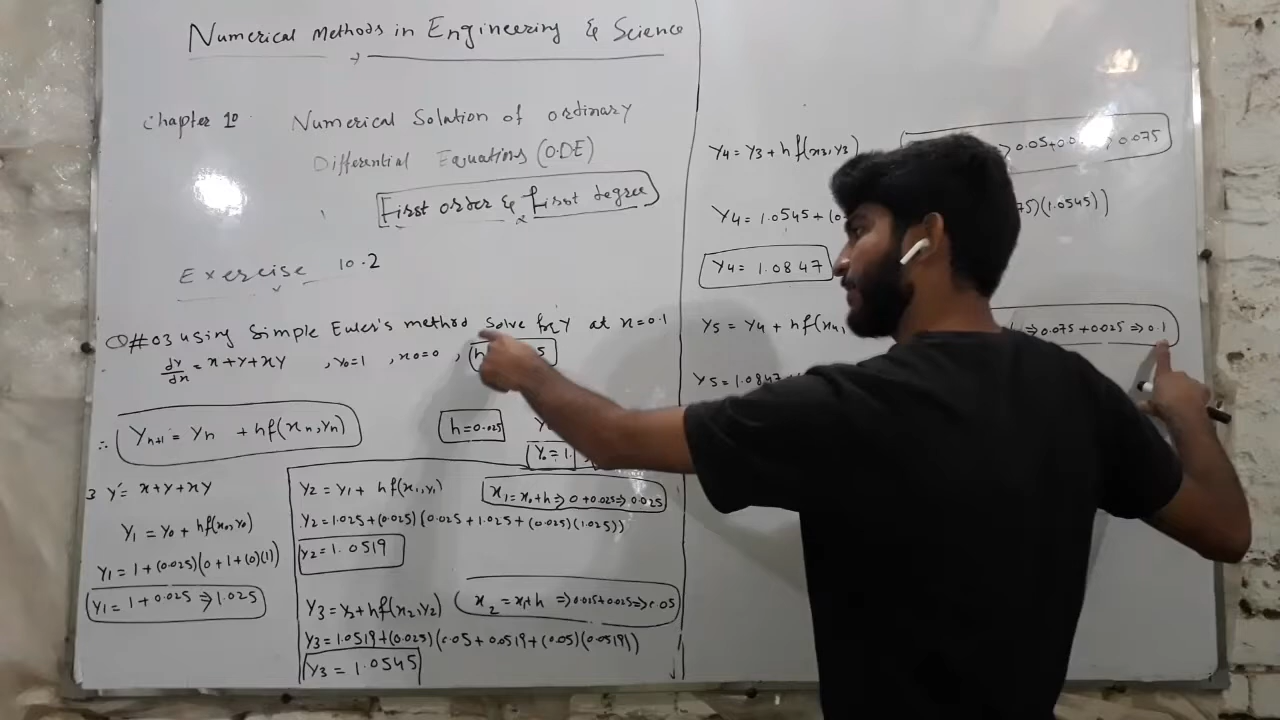 Numerical Methods in Engineering & Science
Chapter 10 Numerical Solution of ordinary
Differential Equations (O.D.E)
First order & First degree
Exercise 10.2
Q#03 using Simple Euler's method solve for y at x=0.1
dy/dx = x+y+xy , y0=1 , x0=0 , h 5
∴ Yn+1 = Yn + hf(xn,yn)
h=0.025
Y0=1
3 Y'= x+y+xy
Y1 = Y0 + hf(x0,y0)
Y1 = 1+(0.025)(0+1+(0)(1)
Y1 = 1+0.025 ⇒ 1.025
Y2 = Y1 + hf(x1,y1) x1=x0+h ⇒ 0+0.025 ⇒ 0.025
Y2 = 1.025+(0.025)(0.025+1.025+(0.025)(1.025))
Y2 = 1.0519
Y3 = Y2+hf(x2,y2) x2 = x1+h ⇒ 0.025+0.025 ⇒ 0.05
Y3 = 1.0519+(0.025)(0.05+0.0519+(0.05)(0.0519))
Y3 = 1.0545
Y4 = Y3 + hf(x3,y3) ⇒ 0.05+0.0 ⇒ 0.075
Y4 = 1.0545+(0 75)(1.0545))
Y4 = 1.0847
Y5 = Y4 + hf(x4, ⇒ 0.075+0.025 ⇒ 0.1
Y5 = 1.0847